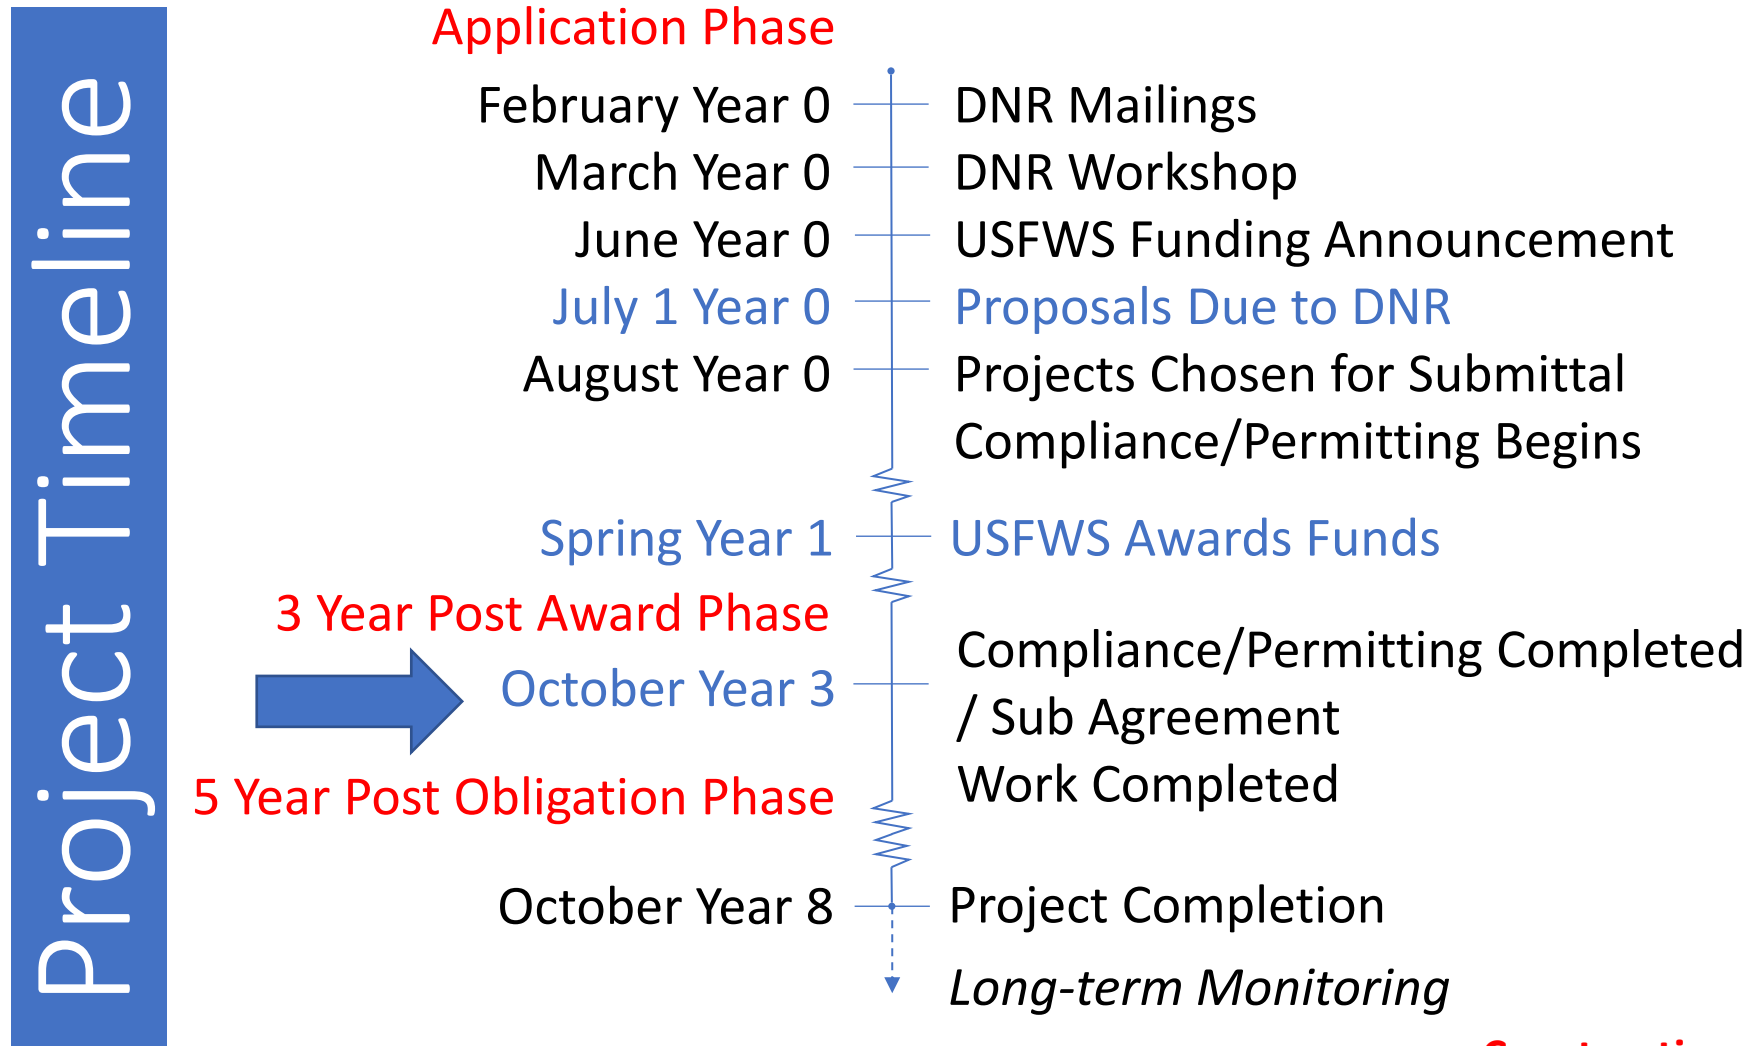 Project Timeline
Application Phase
February Year 0 DNR Mailings
March Year 0 DNR Workshop
June Year 0 USFWS Funding Announcement
July 1 Year 0 Proposals Due to DNR
August Year 0 Projects Chosen for Submittal
Compliance/Permitting Begins
Spring Year 1 USFWS Awards Funds
3 Year Post Award Phase
Compliance/Permitting Completed
October Year 3
/ Sub Agreement
Work Completed
5 Year Post Obligation Phase
October Year 8 Project Completion
Long-term Monitoring